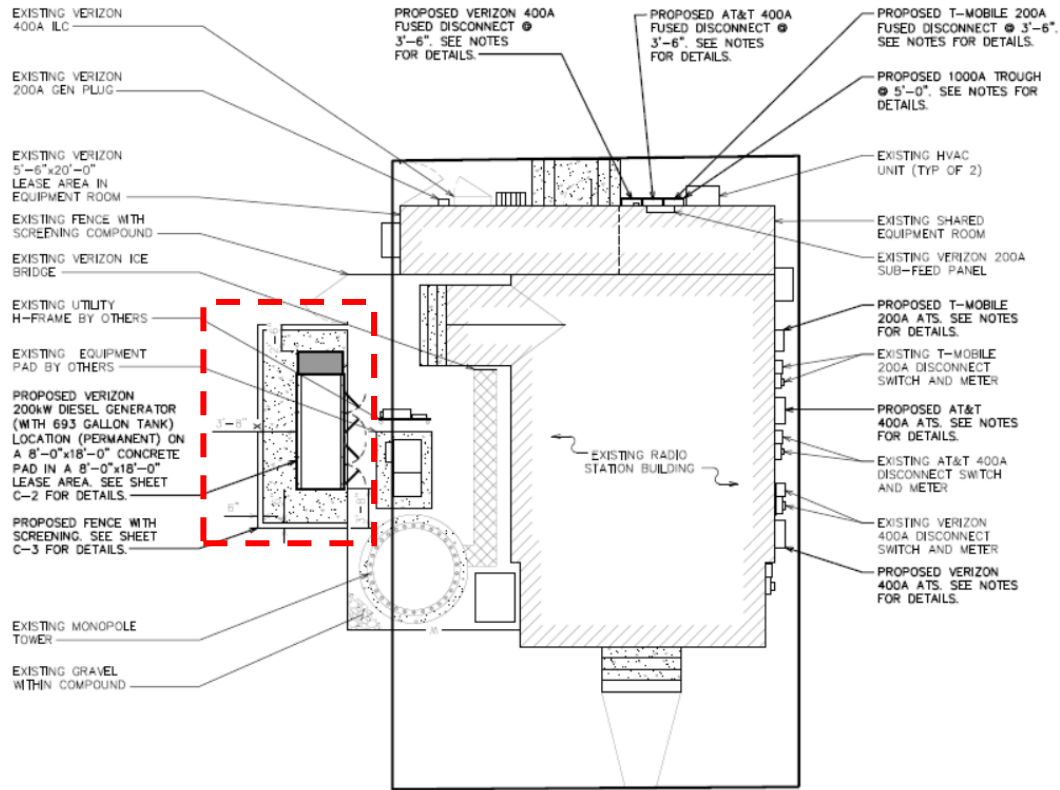 EXISTING VERIZON
400A ILC
EXISTING VERIZON
200A GEN PLUG
EXISTING VERIZON
5'-6"x20'-0"
LEASE AREA IN
EQUIPMENT ROOM
EXISTING FENCE WITH
SCREENING COMPOUND
EXISTING VERIZON ICE
BRIDGE
EXISTING UTILITY
H-FRAME BY OTHERS
EXISTING EQUIPMENT
PAD BY OTHERS
PROPOSED VERIZON
200kW DIESEL GENERATOR
(WITH 693 GALLON TANK)
LOCATION (PERMANENT) ON
A 8'-0"x18'-0" CONCRETE
PAD IN A 8'-0"x18'-0"
LEASE AREA. SEE SHEET
C-2 FOR DETAILS.
PROPOSED FENCE WITH
SCREENING. SEE SHEET
C-3 FOR DETAILS.
EXISTING MONOPOLE
TOWER
EXISTING GRAVEL
WITHIN COMPOUND
PROPOSED VERIZON 400A
FUSED DISCONNECT @
3'-6". SEE NOTES
FOR DETAILS.
PROPOSED AT&T 400A
FUSED DISCONNECT @
3'-6". SEE NOTES
FOR DETAILS.
PROPOSED T-MOBILE 200A
FUSED DISCONNECT @ 3'-6".
SEE NOTES FOR DETAILS.
PROPOSED 1000A TROUGH
@ 5'-0". SEE NOTES FOR
DETAILS.
EXISTING HVAC
UNIT (TYP OF 2)
EXISTING SHARED
EQUIPMENT ROOM
EXISTING VERIZON 200A
SUB-FEED PANEL
PROPOSED T-MOBILE
200A ATS. SEE NOTES
FOR DETAILS.
EXISTING T-MOBILE
200A DISCONNECT
SWITCH AND METER
PROPOSED AT&T
400A ATS. SEE NOTES
FOR DETAILS.
EXISTING AT&T 400A
DISCONNECT SWITCH
AND METER
EXISTING VERIZON
400A DISCONNECT
SWITCH AND METER
PROPOSED VERIZON
400A ATS. SEE NOTES
FOR DETAILS.
EXISTING RADIO
STATION BUILDING
3'-8"